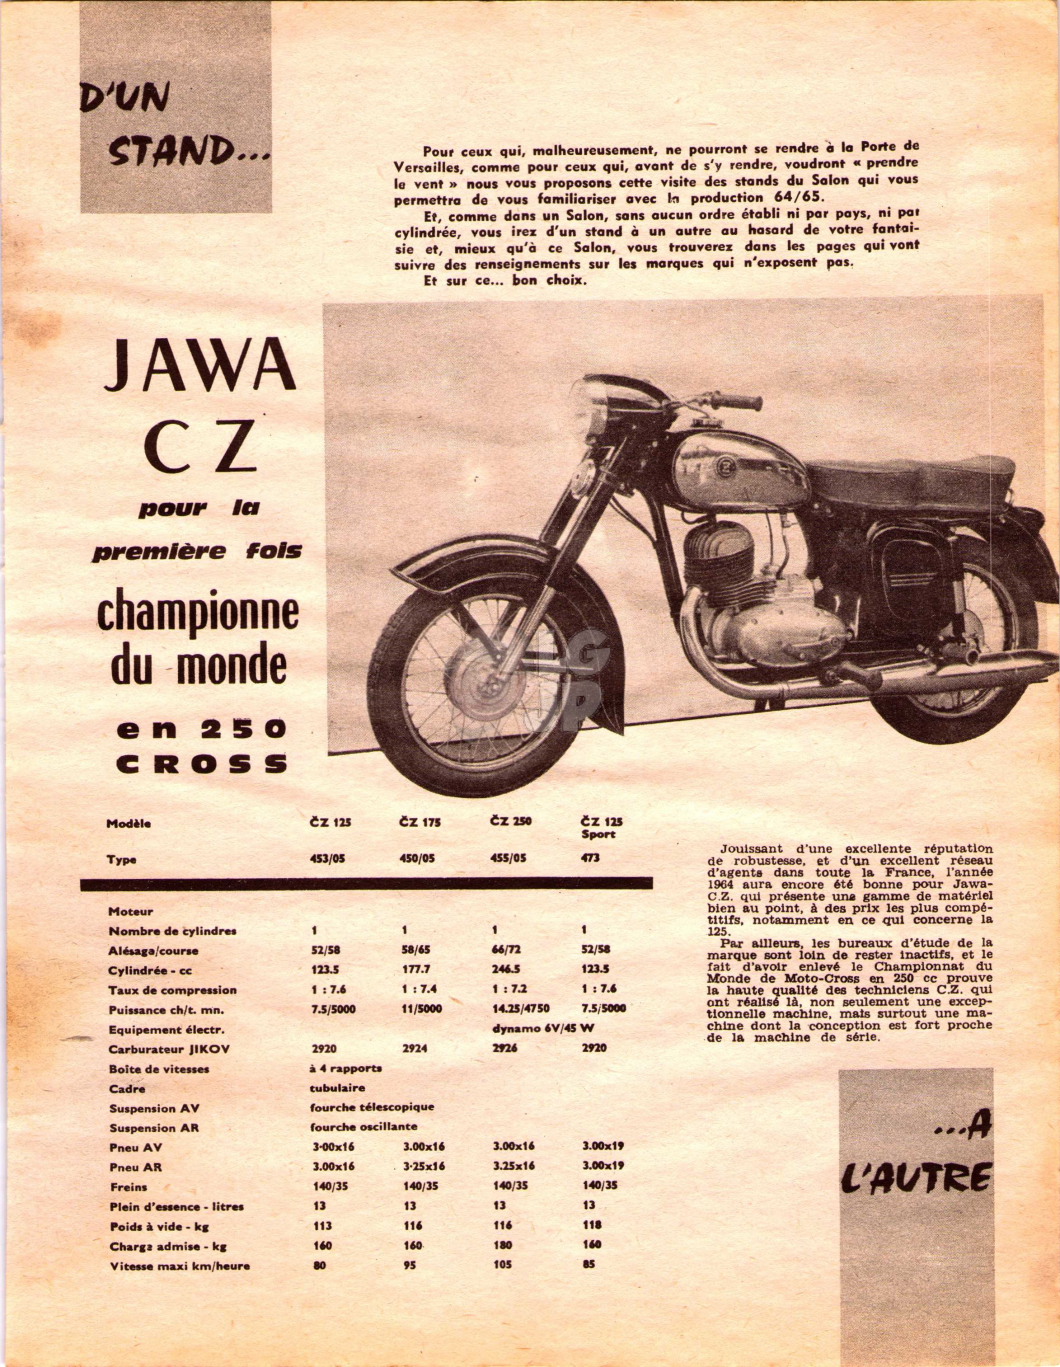 D'UN
STAND...
Pour ceux qui, malheureusement, ne pourront se rendre à la Porte de
Versailles, comme pour ceux qui, avant de s'y rendre, voudront « prendre
le vent » nous vous proposons cette visite des stands du Salon qui vous
permettra de vous familiariser avec la production 64/65.
Et, comme dans un Salon, sans aucun ordre établi ni par pays, ni par
cylindrée, vous irez d'un stand à un autre au hasard de votre fantai-
sie et, mieux qu'à ce Salon, vous trouverez dans les pages qui vont
suivre des renseignements sur les marques qui n'exposent pas.
Et sur ce... bon choix.
JAWA
CZ
pour la
première fois
championne
du monde
en 250
CROSS
CZ
JGJP
Modèle ČZ 125 ČZ 175 ČZ 250 ČZ 125
Sport
Type 453/05 450/05 455/05 473
Moteur
Nombre de cylindres 1 1 1 1
Alésaga/course 52/58 58/65 66/72 52/58
Cylindrée - cc 123.5 177.7 246.5 123.5
Taux de compression 1 : 7.6 1 : 7.4 1 : 7.2 1 : 7.6
Puissance ch/t. mn. 7.5/5000 11/5000 14.25/4750 7.5/5000
Equipement électr. dynamo 6V/45 W
Carburateur JIKOV 2920 2924 2926 2920
Boîte de vitesses à 4 rapports
Cadre tubulaire
Suspension AV fourche télescopique
Suspension AR fourche oscillante
Pneu AV 3·00x16 3.00x16 3.00x16 3.00x19
Pneu AR 3.00x16 3·25x16 3.25x16 3.00x19
Freins 140/35 140/35 140/35 140/35
Plein d'essence - litres 13 13 13 13
Poids à vide - kg 113 116 116 118
Charga admise - kg 160 160 180 160
Vitesse maxi km/heure 80 95 105 85
Jouissant d'une excellente réputation
de robustesse, et d'un excellent réseau
d'agents dans toute la France, l'année
1964 aura encore été bonne pour Jawa-
C.Z. qui présente une gamme de matériel
bien au point, à des prix les plus compé-
titifs, notamment en ce qui concerne la
125.
Par ailleurs, les bureaux d'étude de la
marque sont loin de rester inactifs, et le
fait d'avoir enlevé le Championnat du
Monde de Moto-Cross en 250 cc prouve
la haute qualité des techniciens C.Z. qui
ont réalisé là, non seulement une excep-
tionnelle machine, mais surtout une ma-
chine dont la conception est fort proche
de la machine de série.
...A
L'AUTRE